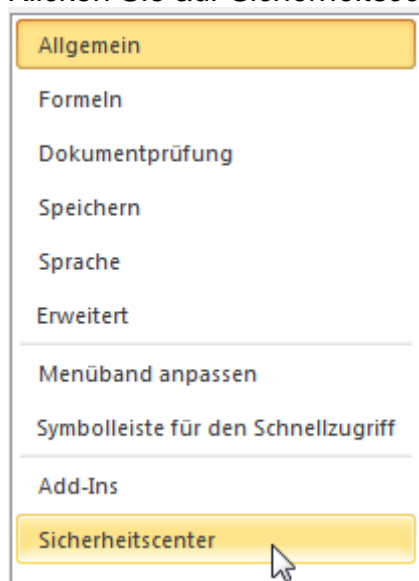 Allgemein
Formeln
Dokumentprüfung
Speichern
Sprache
Erweitert
Menüband anpassen
Symbolleiste für den Schnellzugriff
Add-Ins
Sicherheitscenter